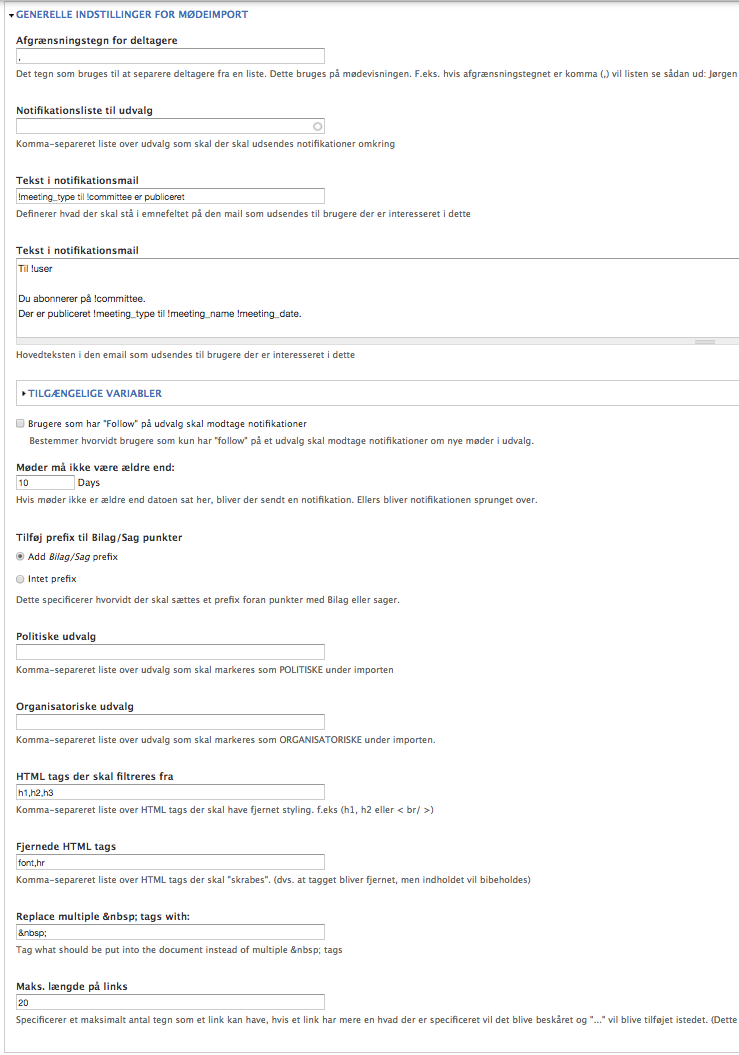 GENERELLE INDSTILLINGER FOR MØDEIMPORT
Afgrænsningstegn for deltagere
,
Det tegn som bruges til at separere deltagere fra en liste. Dette bruges på mødevisningen. F.eks. hvis afgrænsningstegnet er komma (,) vil listen se sådan ud: Jørgen
Notifikationsliste til udvalg
Komma-separeret liste over udvalg som skal der skal udsendes notifikationer omkring
Tekst i notifikationsmail
!meeting_type til !committee er publiceret
Definerer hvad der skal stå i emnefeltet på den mail som udsendes til brugere der er interesseret i dette
Tekst i notifikationsmail
Til !user
Du abonnerer på !committee.
Der er publiceret !meeting_type til !meeting_name !meeting_date.
Hovedteksten i den email som udsendes til brugere der er interesseret i dette
TILGÆNGELIGE VARIABLER
Brugere som har "Follow" på udvalg skal modtage notifikationer
Bestemmer hvorvidt brugere som kun har "follow" på et udvalg skal modtage notifikationer om nye møder i udvalg.
Møder må ikke være ældre end:
10 Days
Hvis møder ikke er ældre end datoen sat her, bliver der sendt en notifikation. Ellers bliver notifikationen sprunget over.
Tilføj prefix til Bilag/Sag punkter
Add Bilag/Sag prefix
Intet prefix
Dette specificerer hvorvidt der skal sættes et prefix foran punkter med Bilag eller sager.
Politiske udvalg
Komma-separeret liste over udvalg som skal markeres som POLITISKE under importen
Organisatoriske udvalg
Komma-separeret liste over udvalg som skal markeres som ORGANISATORISKE under importen.
HTML tags der skal filtreres fra
h1,h2,h3
Komma-separeret liste over HTML tags der skal have fjernet styling. f.eks (h1, h2 eller < br/ >)
Fjernede HTML tags
font,hr
Komma-separeret liste over HTML tags der skal "skrabes". (dvs. at tagget bliver fjernet, men indholdet vil bibeholdes)
Replace multiple &nbsp; tags with:
&nbsp;
Tag what should be put into the document instead of multiple &nbsp; tags
Maks. længde på links
20
Specificerer et maksimalt antal tegn som et link kan have, hvis et link har mere en hvad der er specificeret vil det blive beskåret og "..." vil blive tilføjet istedet. (Dette